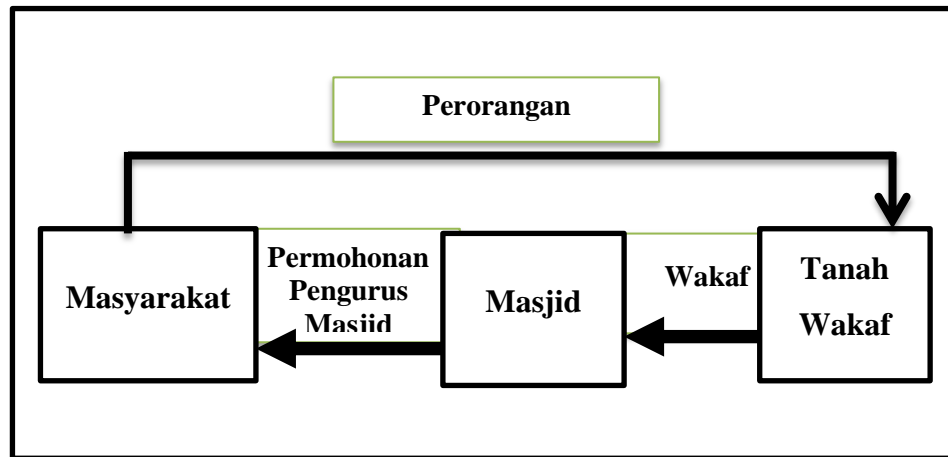 Perorangan
Masyarakat
Permohonan
Pengurus
Masjid
Masjid
Wakaf
Tanah
Wakaf